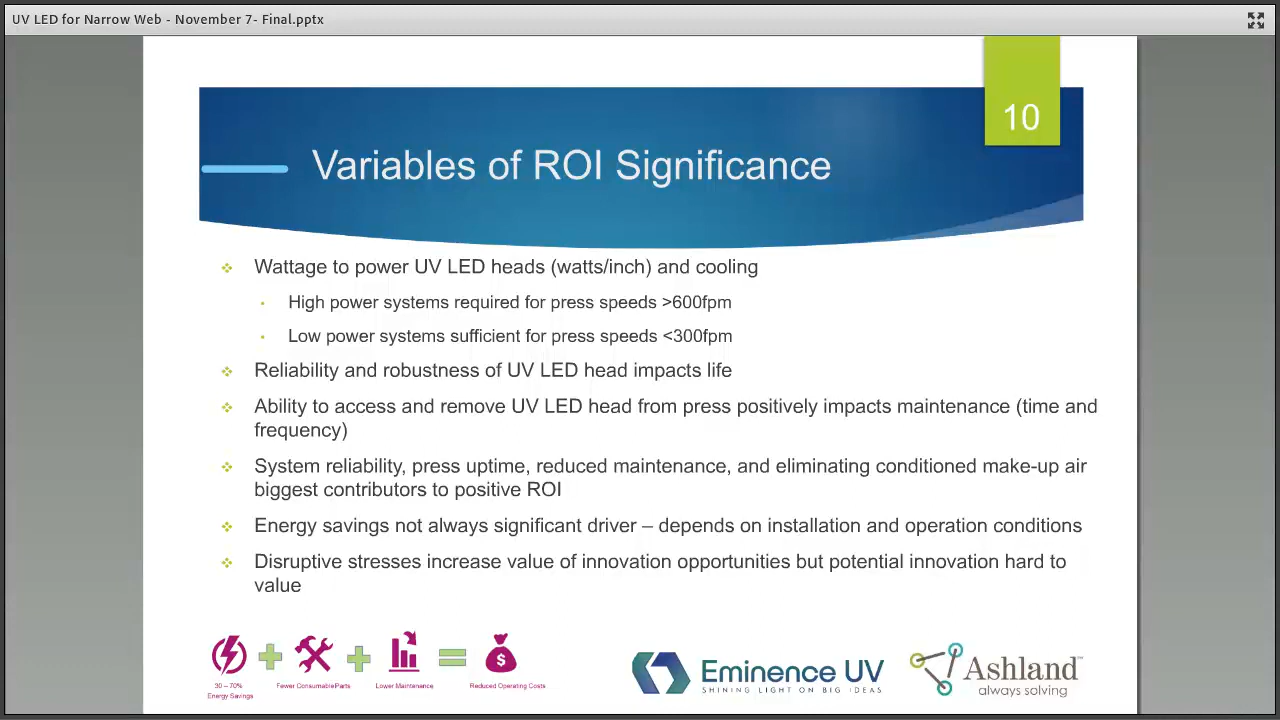 UV LED for Narrow Web - November 7- Final.pptx
10
Variables of ROI Significance
Wattage to power UV LED heads (watts/inch) and cooling
High power systems required for press speeds >600fpm
Low power systems sufficient for press speeds <300fpm
Reliability and robustness of UV LED head impacts life
Ability to access and remove UV LED head from press positively impacts maintenance (time and
frequency)
System reliability, press uptime, reduced maintenance, and eliminating conditioned make-up air
biggest contributors to positive ROI
Energy savings not always significant driver – depends on installation and operation conditions
Disruptive stresses increase value of innovation opportunities but potential innovation hard to
value
30 – 70%
Energy Savings
Fewer Consumable Parts
Lower Maintenance
$
Reduced Operating Costs
Eminence UV
SHINING LIGHT ON BIG IDEAS
Ashland™
always solving